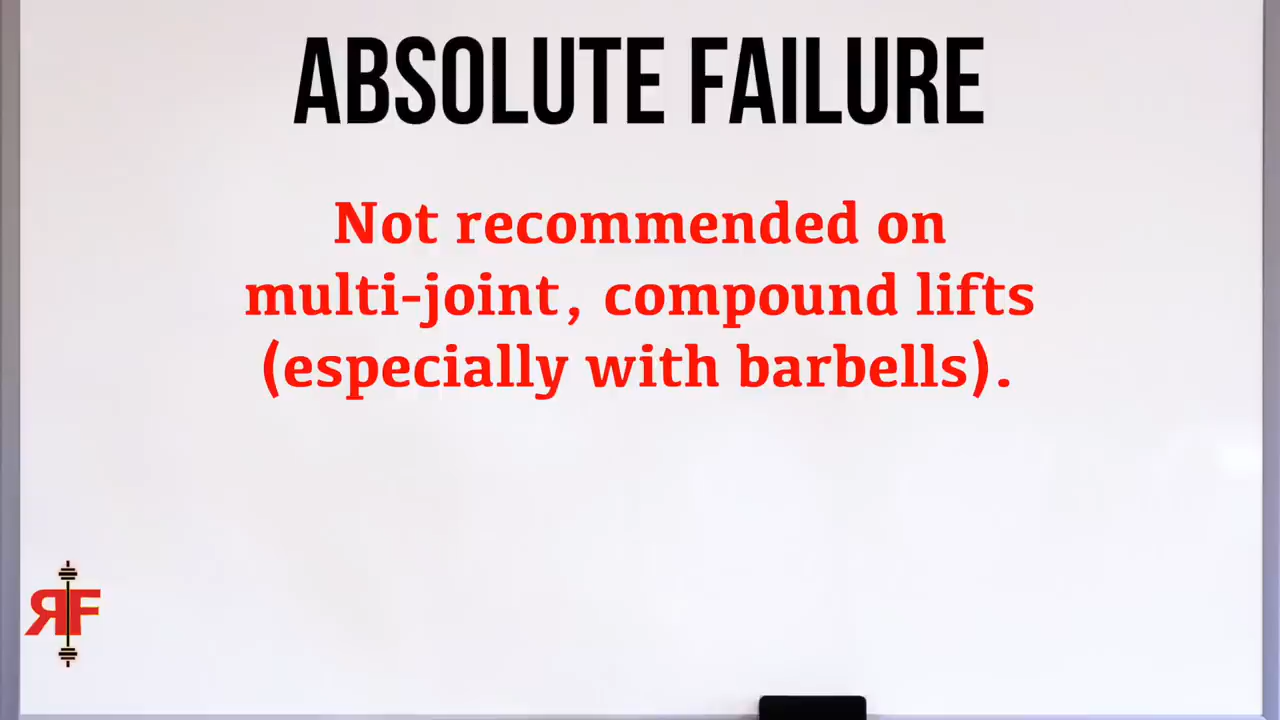 ABSOLUTE FAILURE
Not recommended on
multi-joint, compound lifts
(especially with barbells).
RF